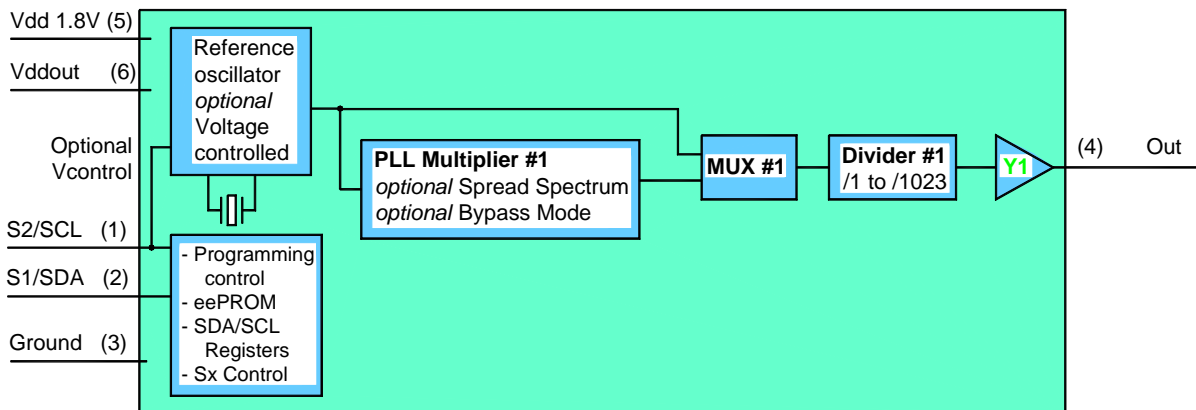 Vdd 1.8V (5)
Vddout (6)
Optional
Vcontrol
S2/SCL (1)
S1/SDA (2)
Ground (3)
Reference
oscillator
optional
Voltage
controlled
- Programming
control
- eePROM
- SDA/SCL
Registers
- Sx Control
PLL Multiplier #1
optional Spread Spectrum
optional Bypass Mode
MUX #1
Divider #1
/1 to /1023
Y1
(4) Out